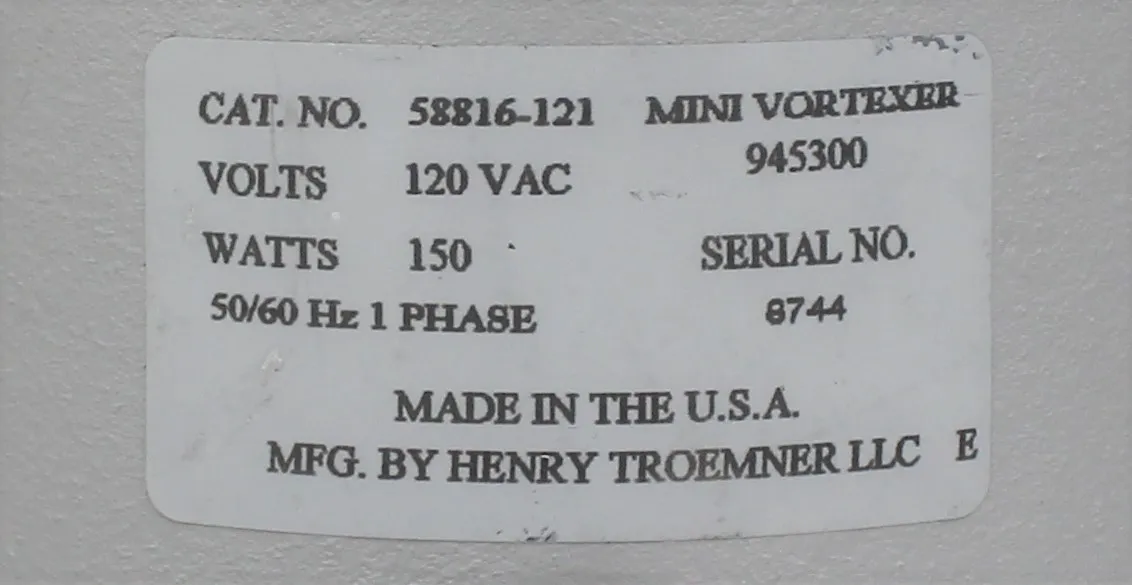 CAT. NO. 58816-121 MINI VORTEXER
945300
VOLTS 120 VAC
WATTS 150 SERIAL NO.
50/60 Hz 1 PHASE 8744
MADE IN THE U.S.A.
MFG. BY HENRY TROEMNER LLC E